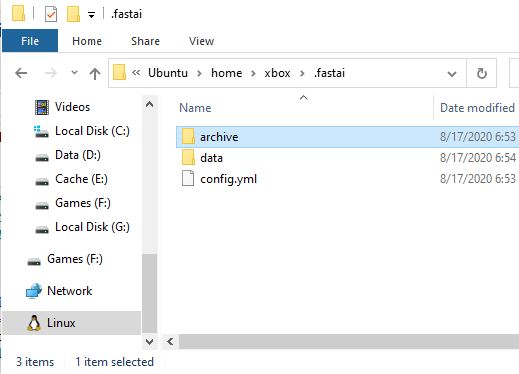 .fastai
File Home Share View
Ubuntu home xbox .fastai
Name Date modified
Videos
Local Disk (C:)
Data (D:)
Cache (E:)
Games (F:)
Local Disk (G:)
Games (F:)
Network
Linux
archive 8/17/2020 6:53
data 8/17/2020 6:54
config.yml 8/17/2020 6:53
3 items 1 item selected